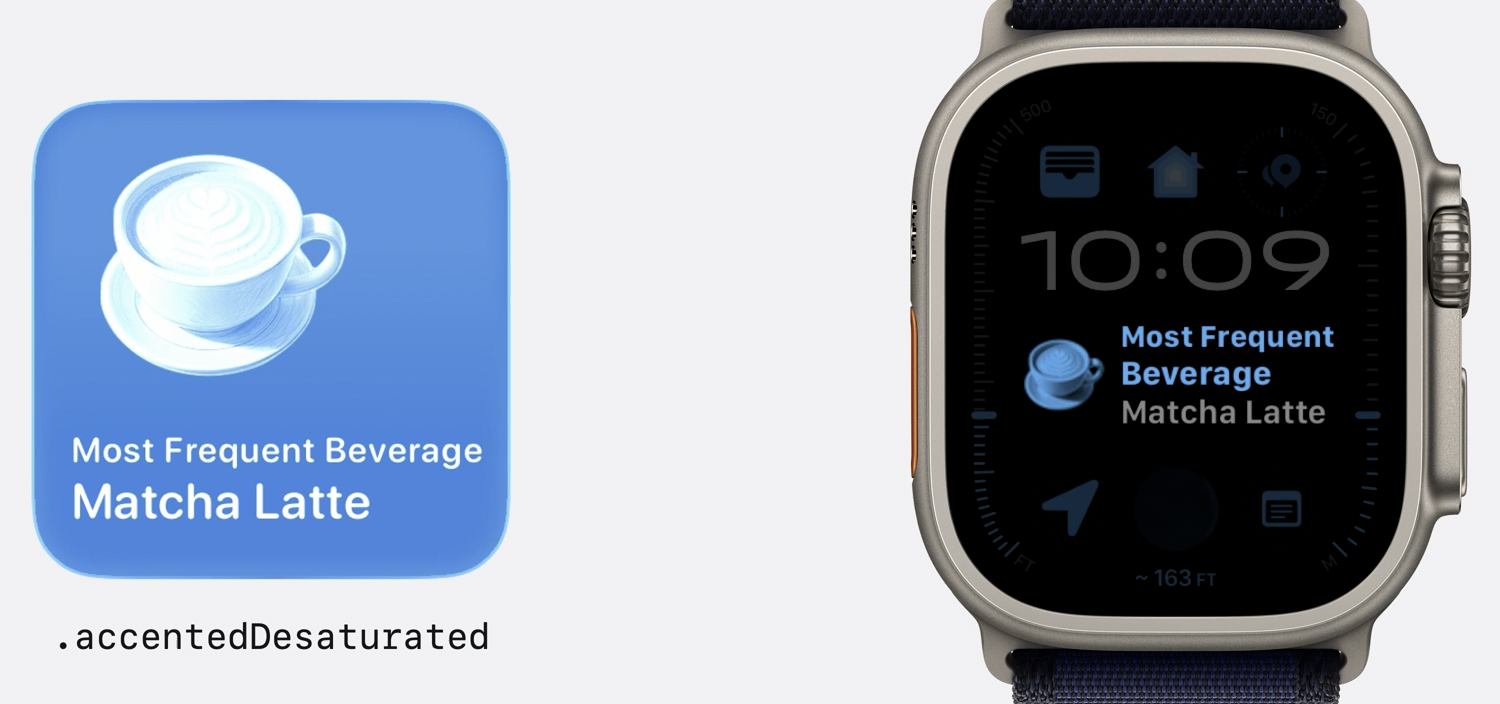 Most Frequent Beverage
Matcha Latte
.accentedDesaturated
500
150
10:09
Most Frequent
Beverage
Matcha Latte
FT
M
~ 163 FT